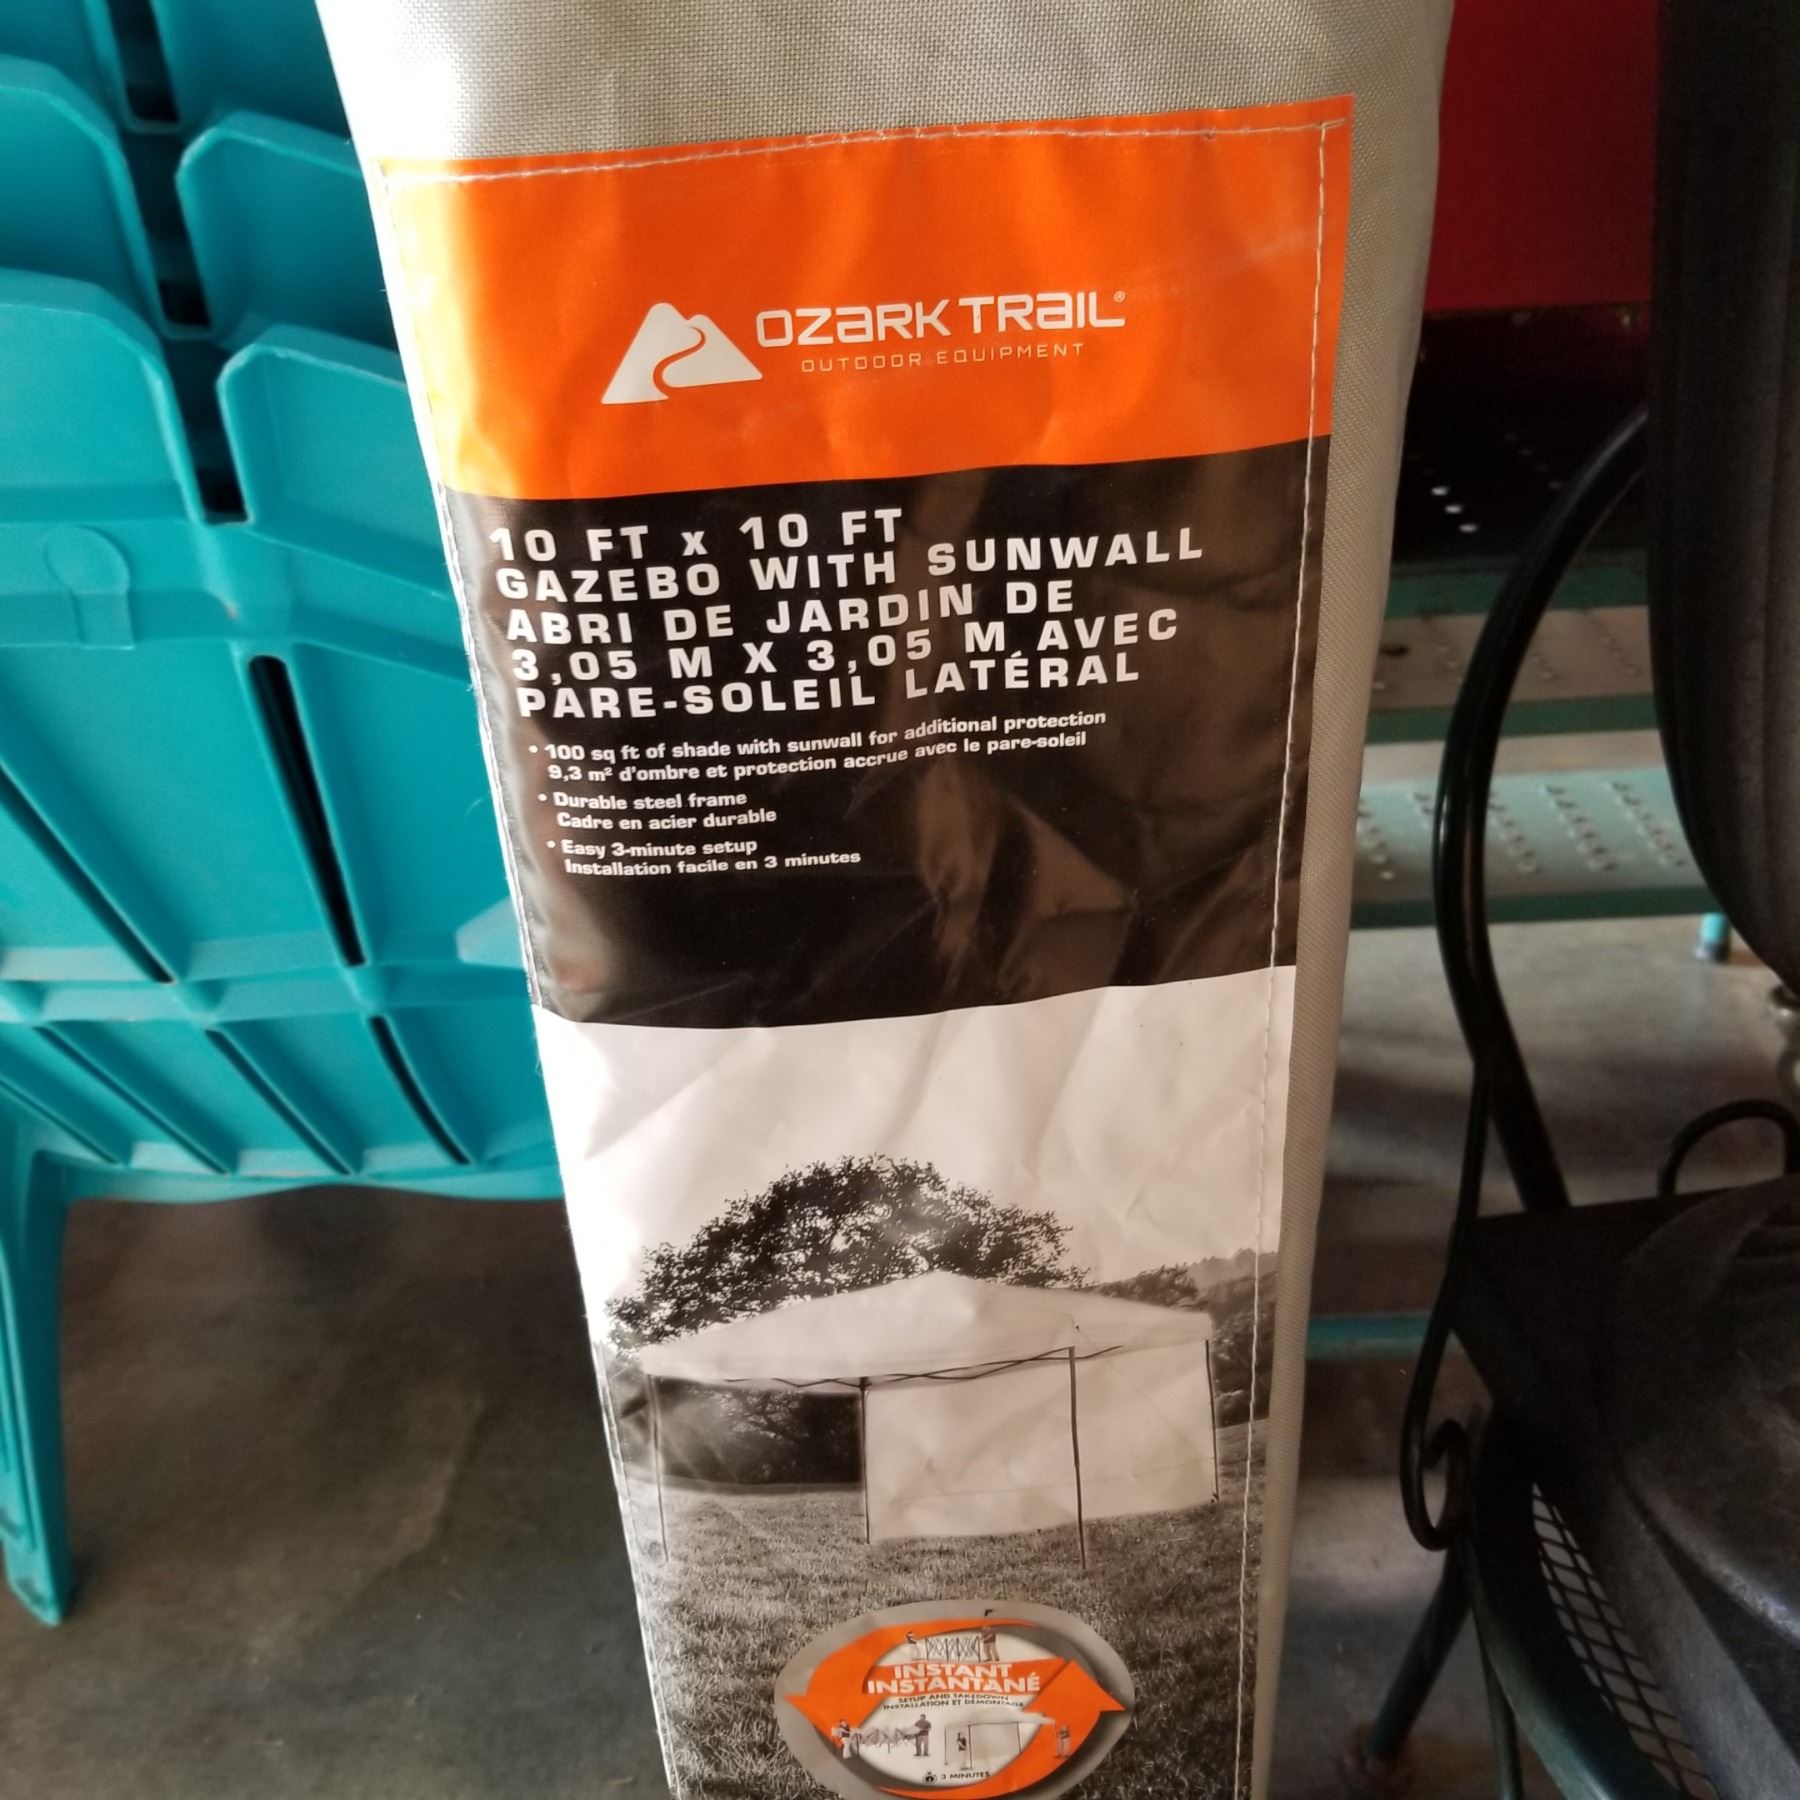 OZARK TRAIL®
OUTDOOR EQUIPMENT
10 FT x 10 FT
GAZEBO WITH SUNWALL
ABRI DE JARDIN DE
3,05 M X 3,05 M AVEC
PARE-SOLEIL LATÉRAL
• 100 sq ft of shade with sunwall for additional protection
9,3 m² d'ombre et protection accrue avec le pare-soleil
• Durable steel frame
Cadre en acier durable
• Easy 3-minute setup
Installation facile en 3 minutes
INSTANT
INSTANTANÉ
SETUP AND TAKEDOWN
INSTALLATION ET DÉMONTAGE
3 MINUTES